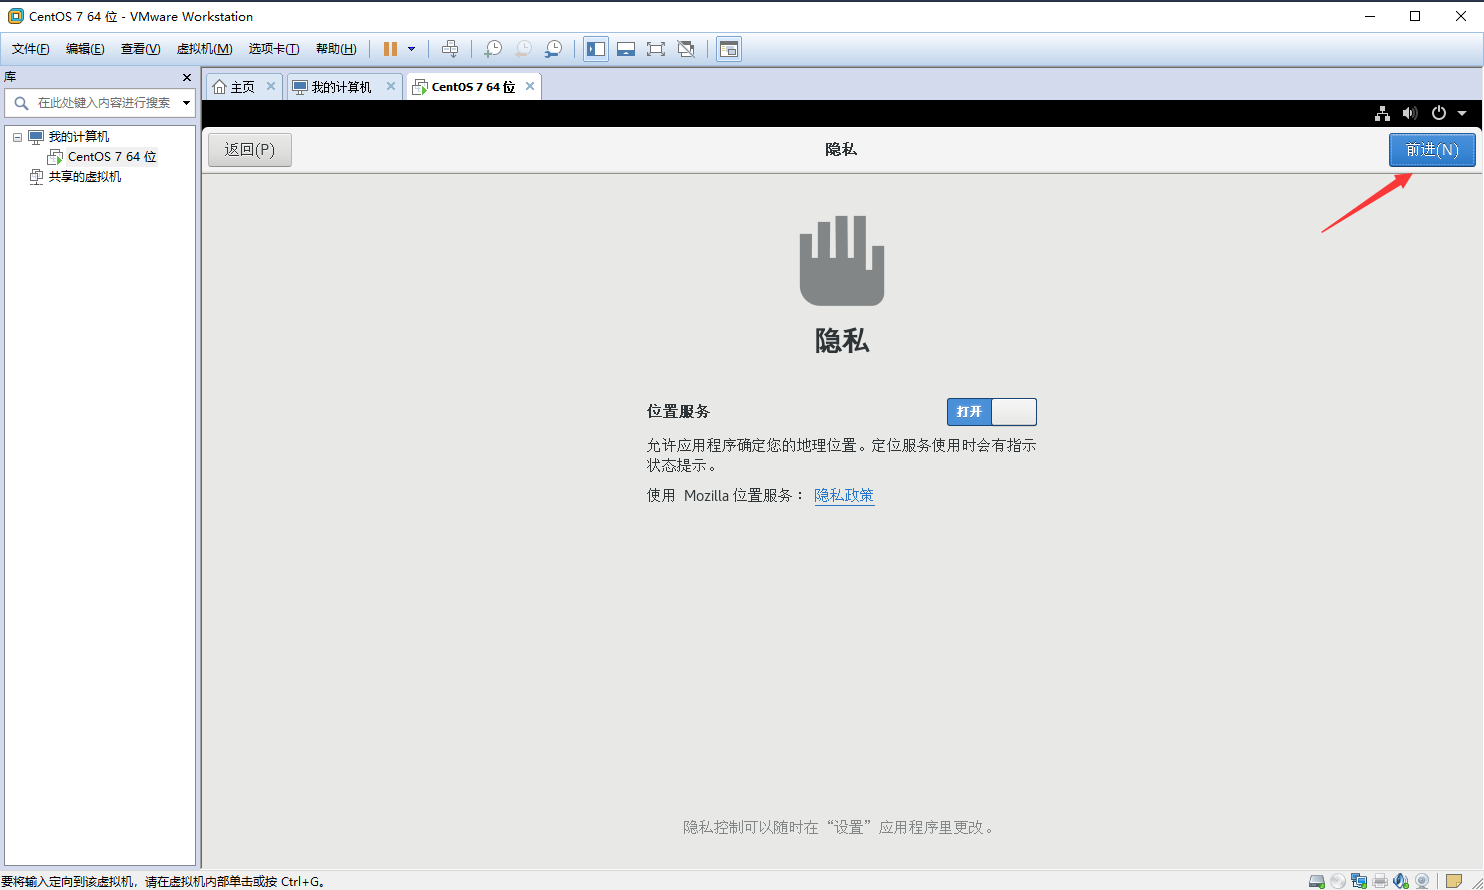 CentOS 7 64 位 - VMware Workstation
文件(F) 编辑(E) 查看(V) 虚拟机(M) 选项卡(T) 帮助(H)
库
在此处键入内容进行搜索
我的计算机
CentOS 7 64 位
共享的虚拟机
主页 我的计算机 CentOS 7 64 位
返回(P) 隐私 前进(N)
隐私
位置服务 打开
允许应用程序确定您的地理位置。定位服务使用时会有指示
状态提示。
使用 Mozilla 位置服务： 隐私政策
隐私控制可以随时在“设置”应用程序里更改。
要将输入定向到该虚拟机，请在虚拟机内部单击或按 Ctrl+G。